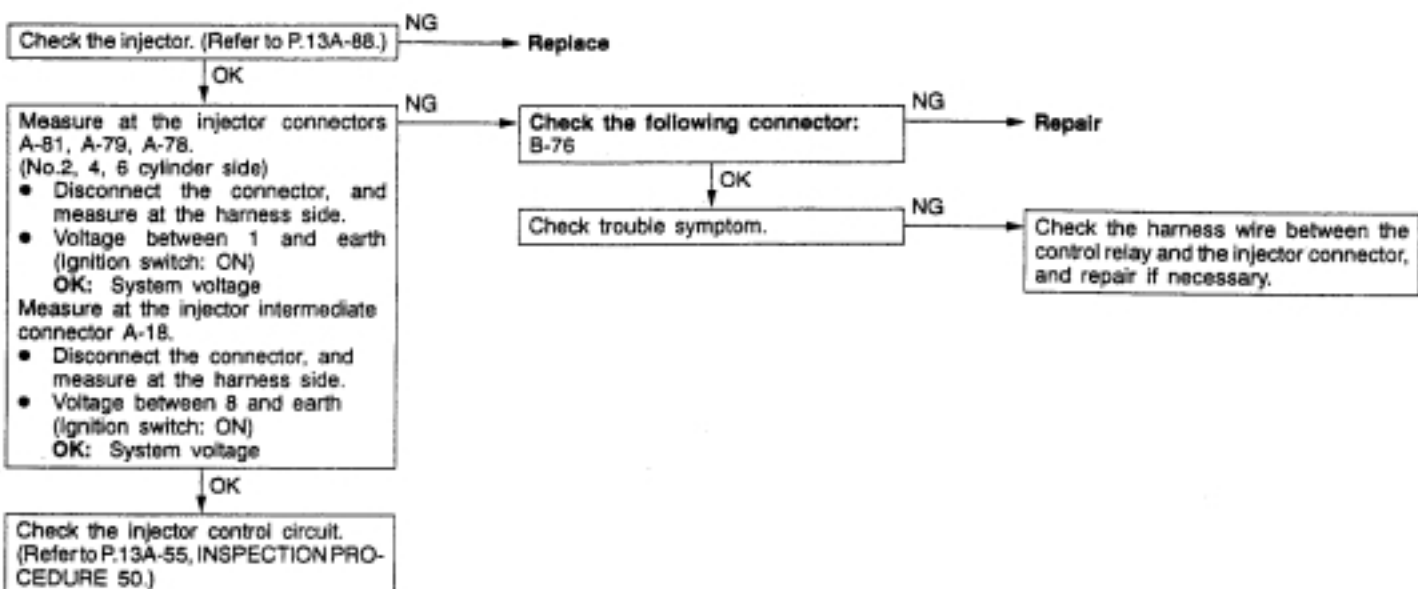 Check the injector. (Refer to P.13A-88.)
NG
Replace
OK
Measure at the injector connectors
A-81, A-79, A-78.
(No.2, 4, 6 cylinder side)
● Disconnect the connector, and
measure at the harness side.
● Voltage between 1 and earth
(Ignition switch: ON)
OK: System voltage
Measure at the injector intermediate
connector A-18.
● Disconnect the connector, and
measure at the harness side.
● Voltage between 8 and earth
(Ignition switch: ON)
OK: System voltage
NG
Check the following connector:
B-76
NG
Repair
OK
Check trouble symptom.
NG
Check the harness wire between the
control relay and the injector connector,
and repair if necessary.
OK
Check the injector control circuit.
(Refer to P.13A-55, INSPECTION PRO-
CEDURE 50.)